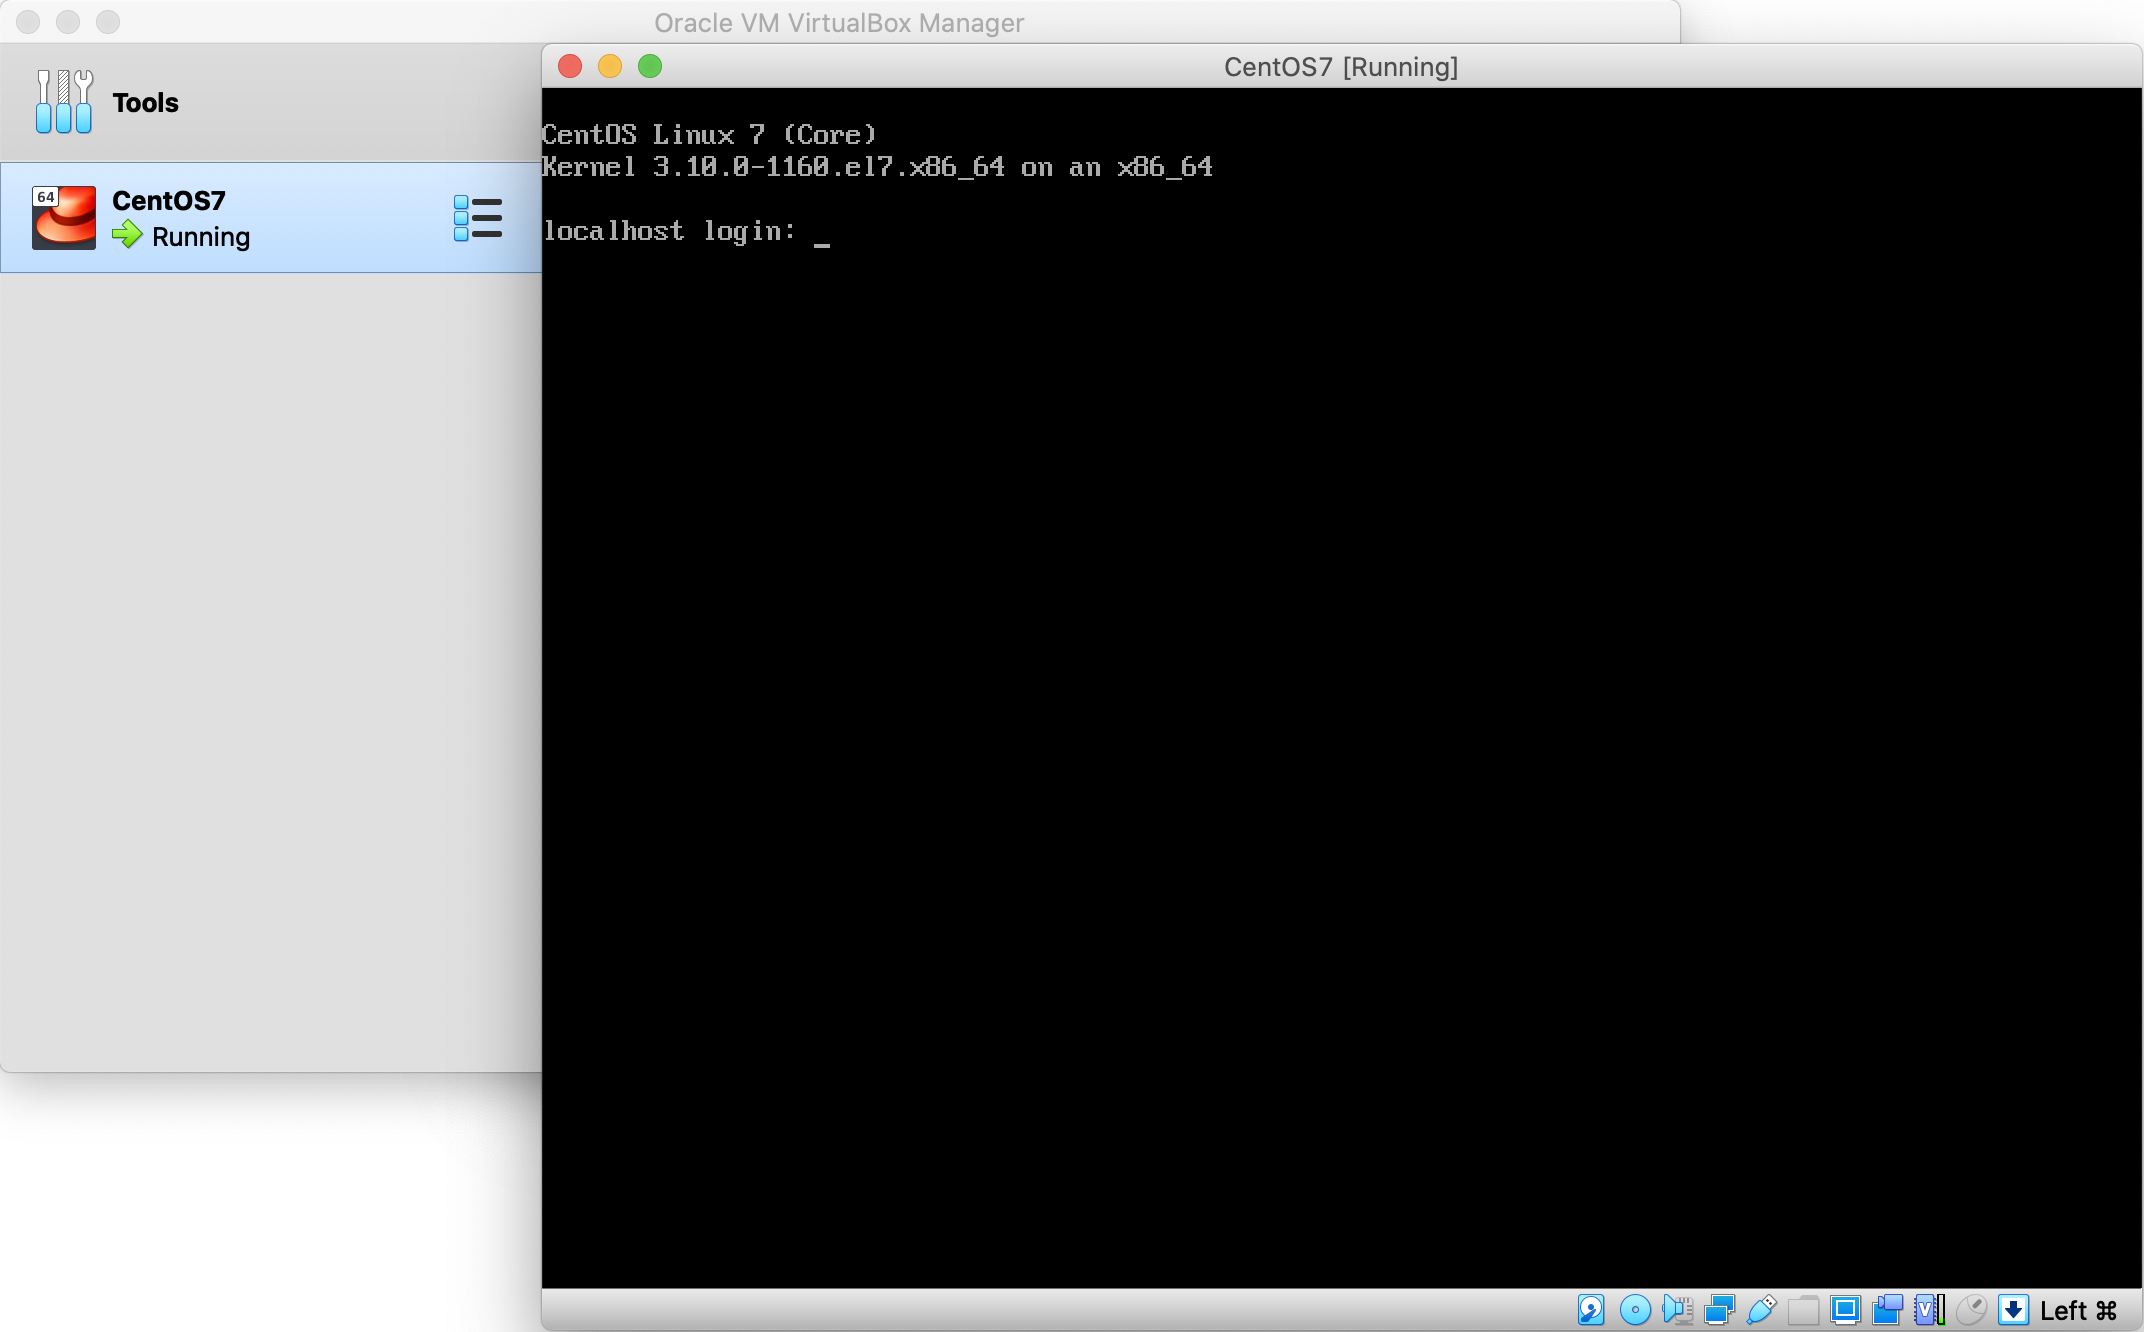 Oracle VM VirtualBox Manager
Tools
64
CentOS7
Running
CentOS7 [Running]
CentOS Linux 7 (Core)
Kernel 3.10.0-1160.el7.x86_64 on an x86_64
localhost login: _
V
Left ⌘